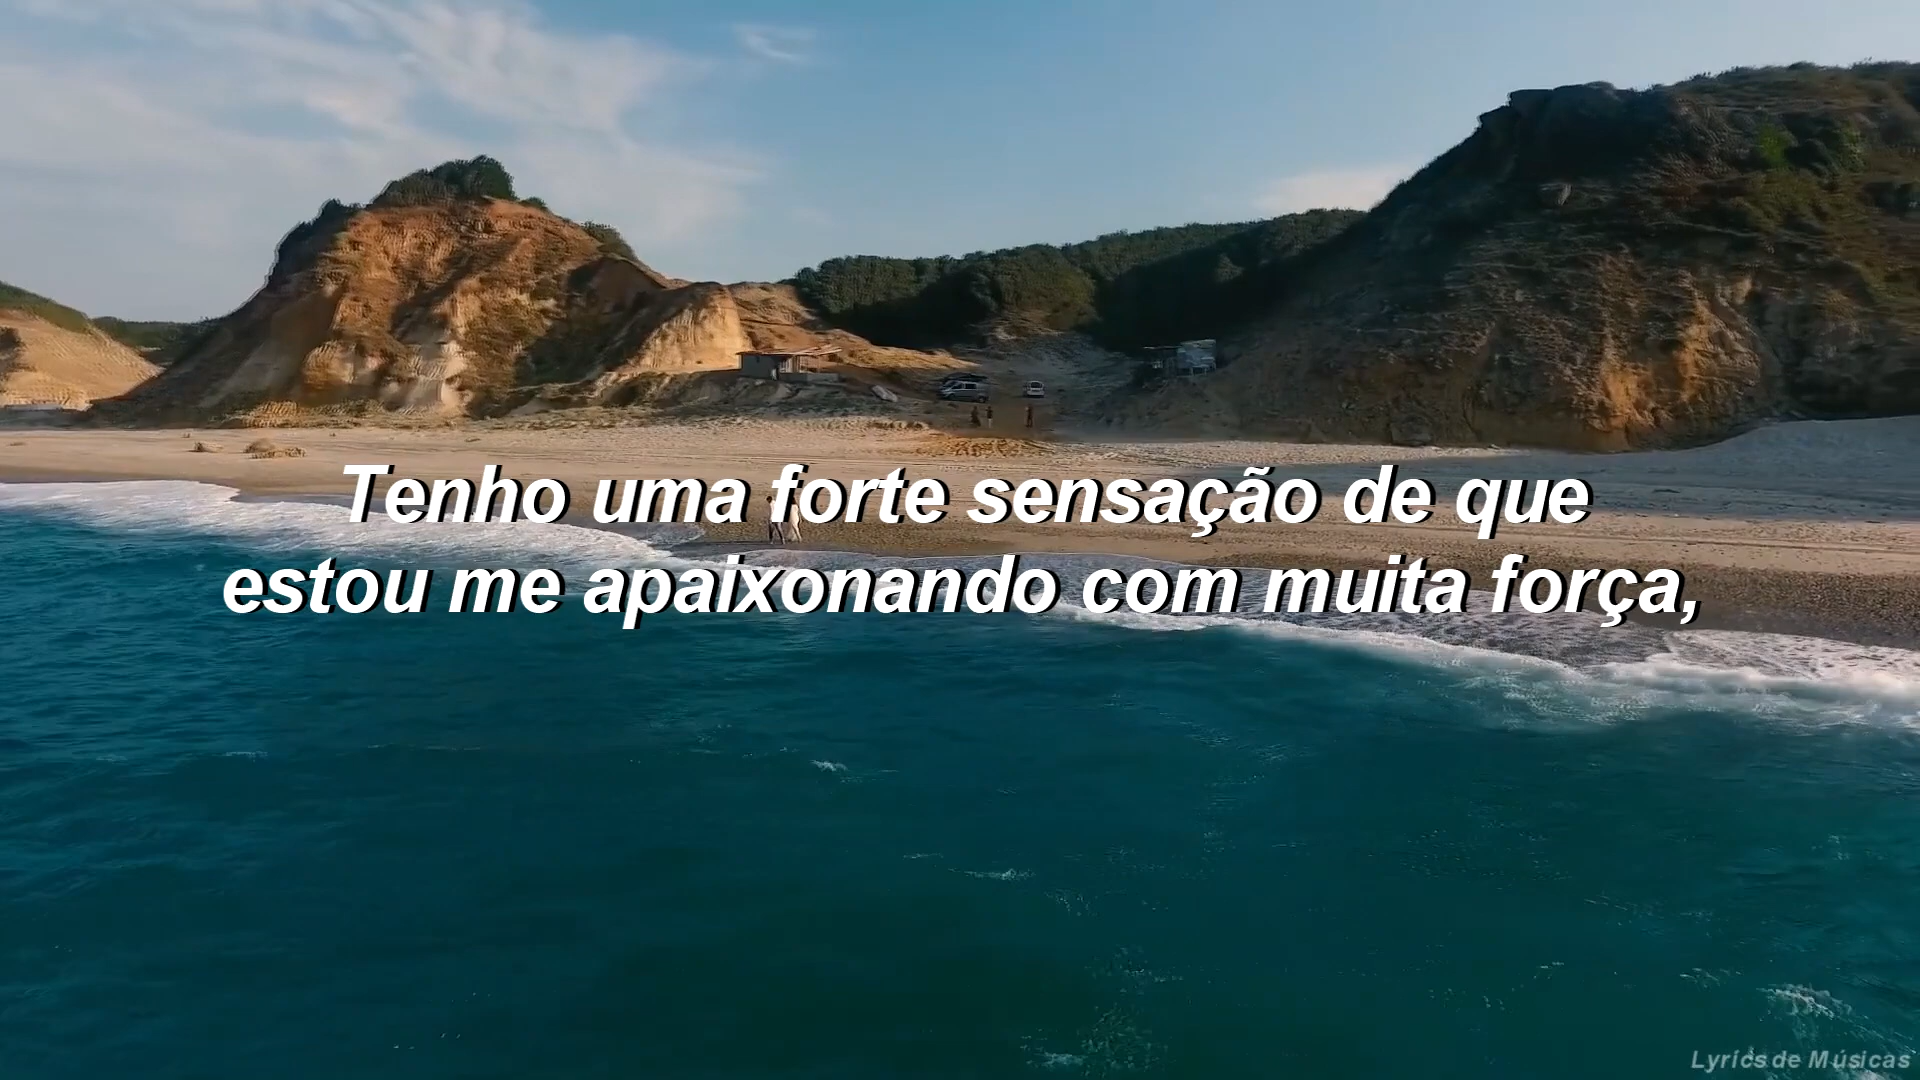 Tenho uma forte sensação de que
estou me apaixonando com muita força,
Lyrics de Músicas